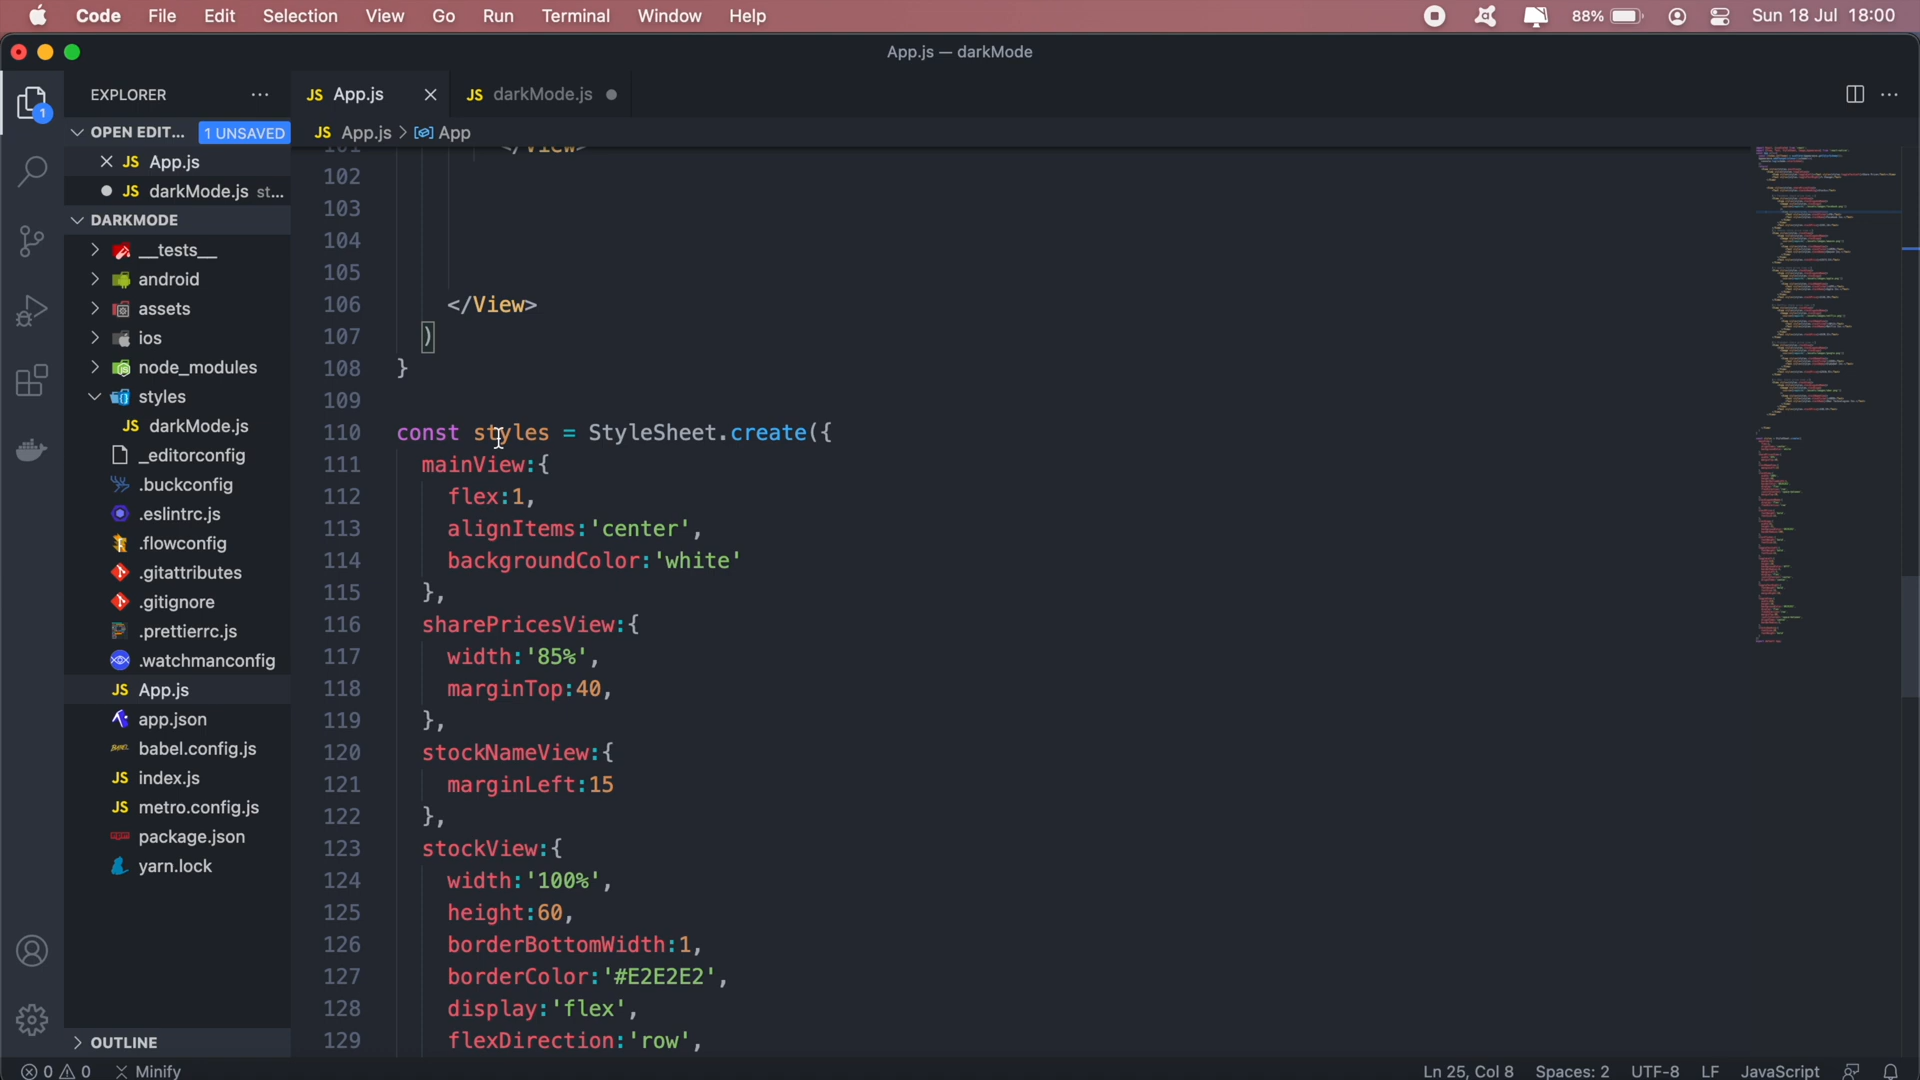 Code File Edit Selection View Go Run Terminal Window Help 88% Sun 18 Jul 18:00
App.js — darkMode
EXPLORER
JS App.js
JS darkMode.js
OPEN EDIT... 1 UNSAVED
JS App.js > App
JS App.js
JS darkMode.js st...
DARKMODE
__tests__
android
assets
ios
node_modules
styles
JS darkMode.js
_editorconfig
.buckconfig
.eslintrc.js
.flowconfig
.gitattributes
.gitignore
.prettierrc.js
.watchmanconfig
JS App.js
app.json
babel.config.js
JS index.js
JS metro.config.js
package.json
yarn.lock
OUTLINE
101 </View>
102
103
104
105
106 </View>
107 )
108 }
109
110 const styles = StyleSheet.create({
111 mainView:{
112 flex:1,
113 alignItems:'center',
114 backgroundColor:'white'
115 },
116 sharePricesView:{
117 width:'85%',
118 marginTop:40,
119 },
120 stockNameView:{
121 marginLeft:15
122 },
123 stockView:{
124 width:'100%',
125 height:60,
126 borderBottomWidth:1,
127 borderColor:'#E2E2E2',
128 display:'flex',
129 flexDirection:'row',
0 0 Minify Ln 25, Col 8 Spaces: 2 UTF-8 LF JavaScript